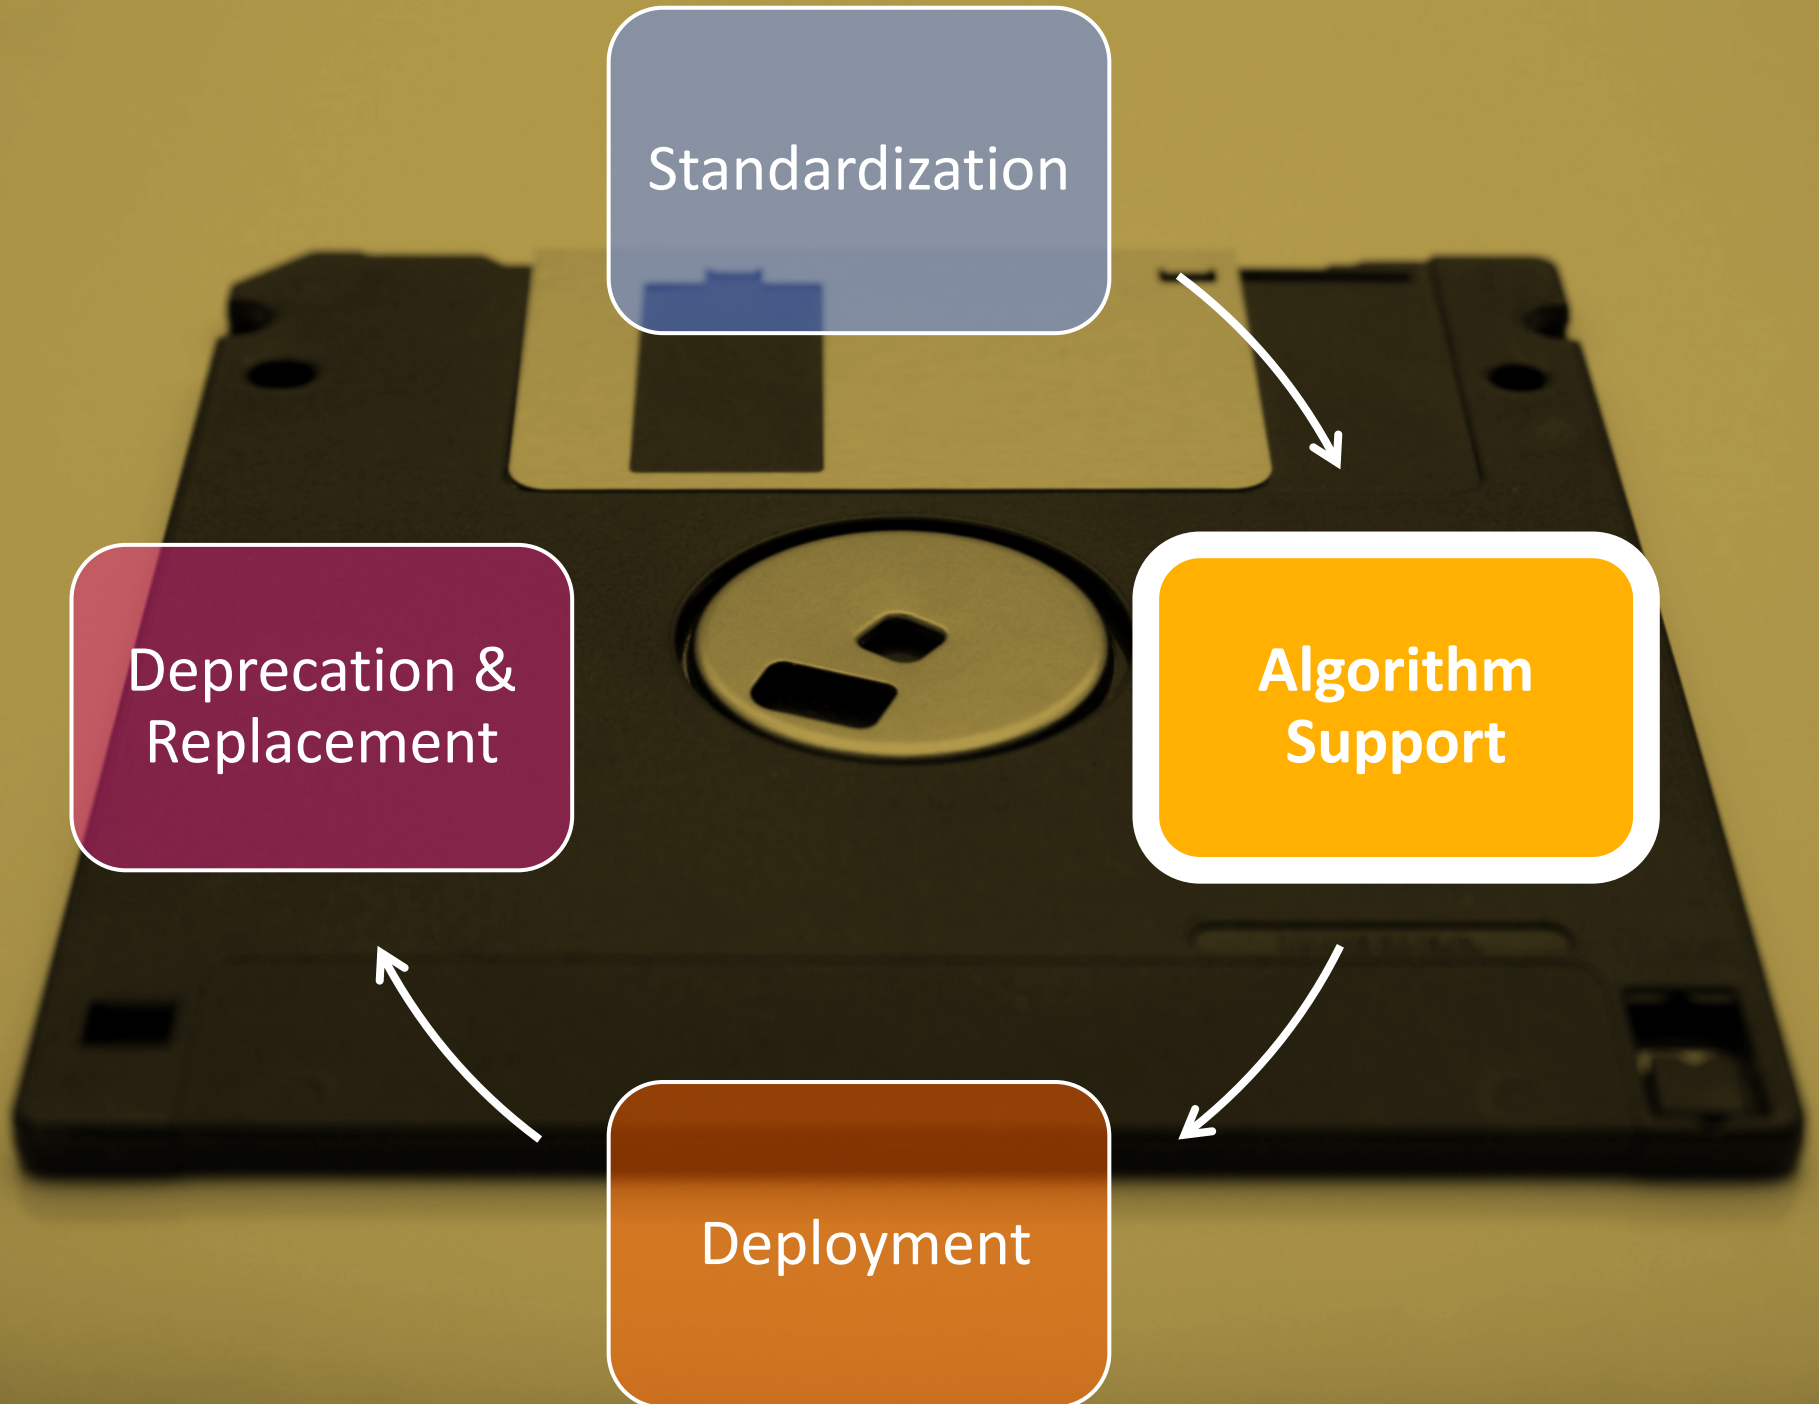 Standardization
Algorithm
Support
Deployment
Deprecation &
Replacement